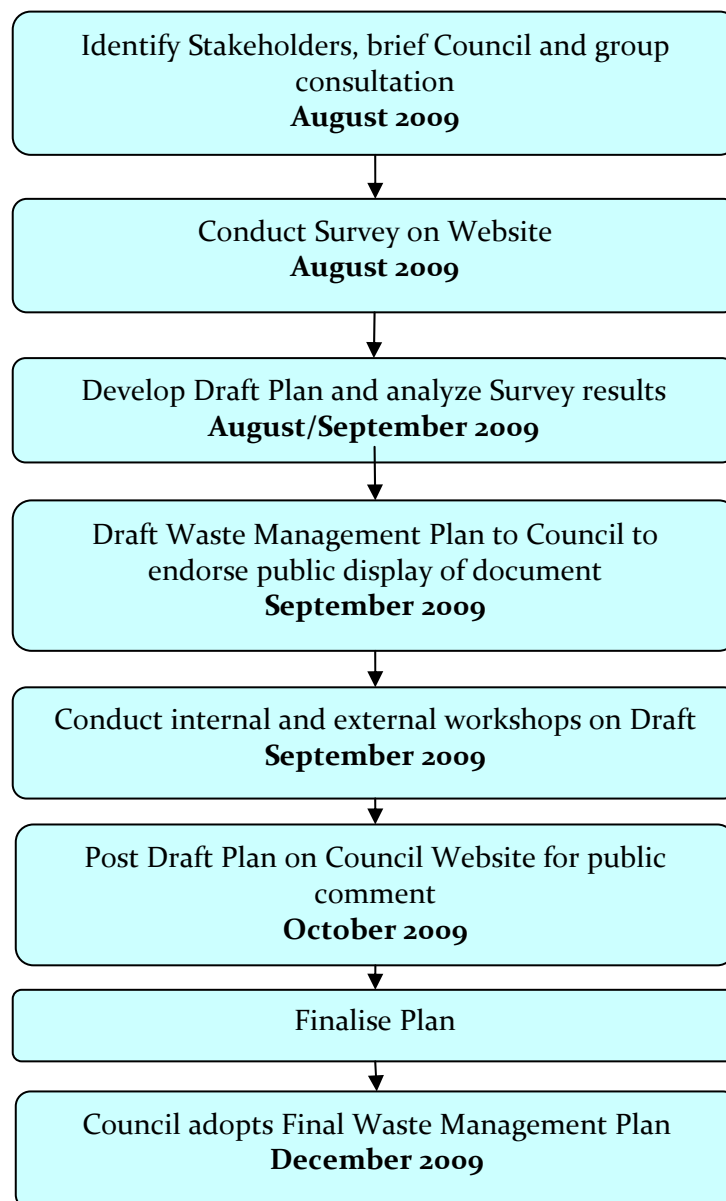 Identify Stakeholders, brief Council and group
consultation
August 2009
Conduct Survey on Website
August 2009
Develop Draft Plan and analyze Survey results
August/September 2009
Draft Waste Management Plan to Council to
endorse public display of document
September 2009
Conduct internal and external workshops on Draft
September 2009
Post Draft Plan on Council Website for public
comment
October 2009
Finalise Plan
Council adopts Final Waste Management Plan
December 2009